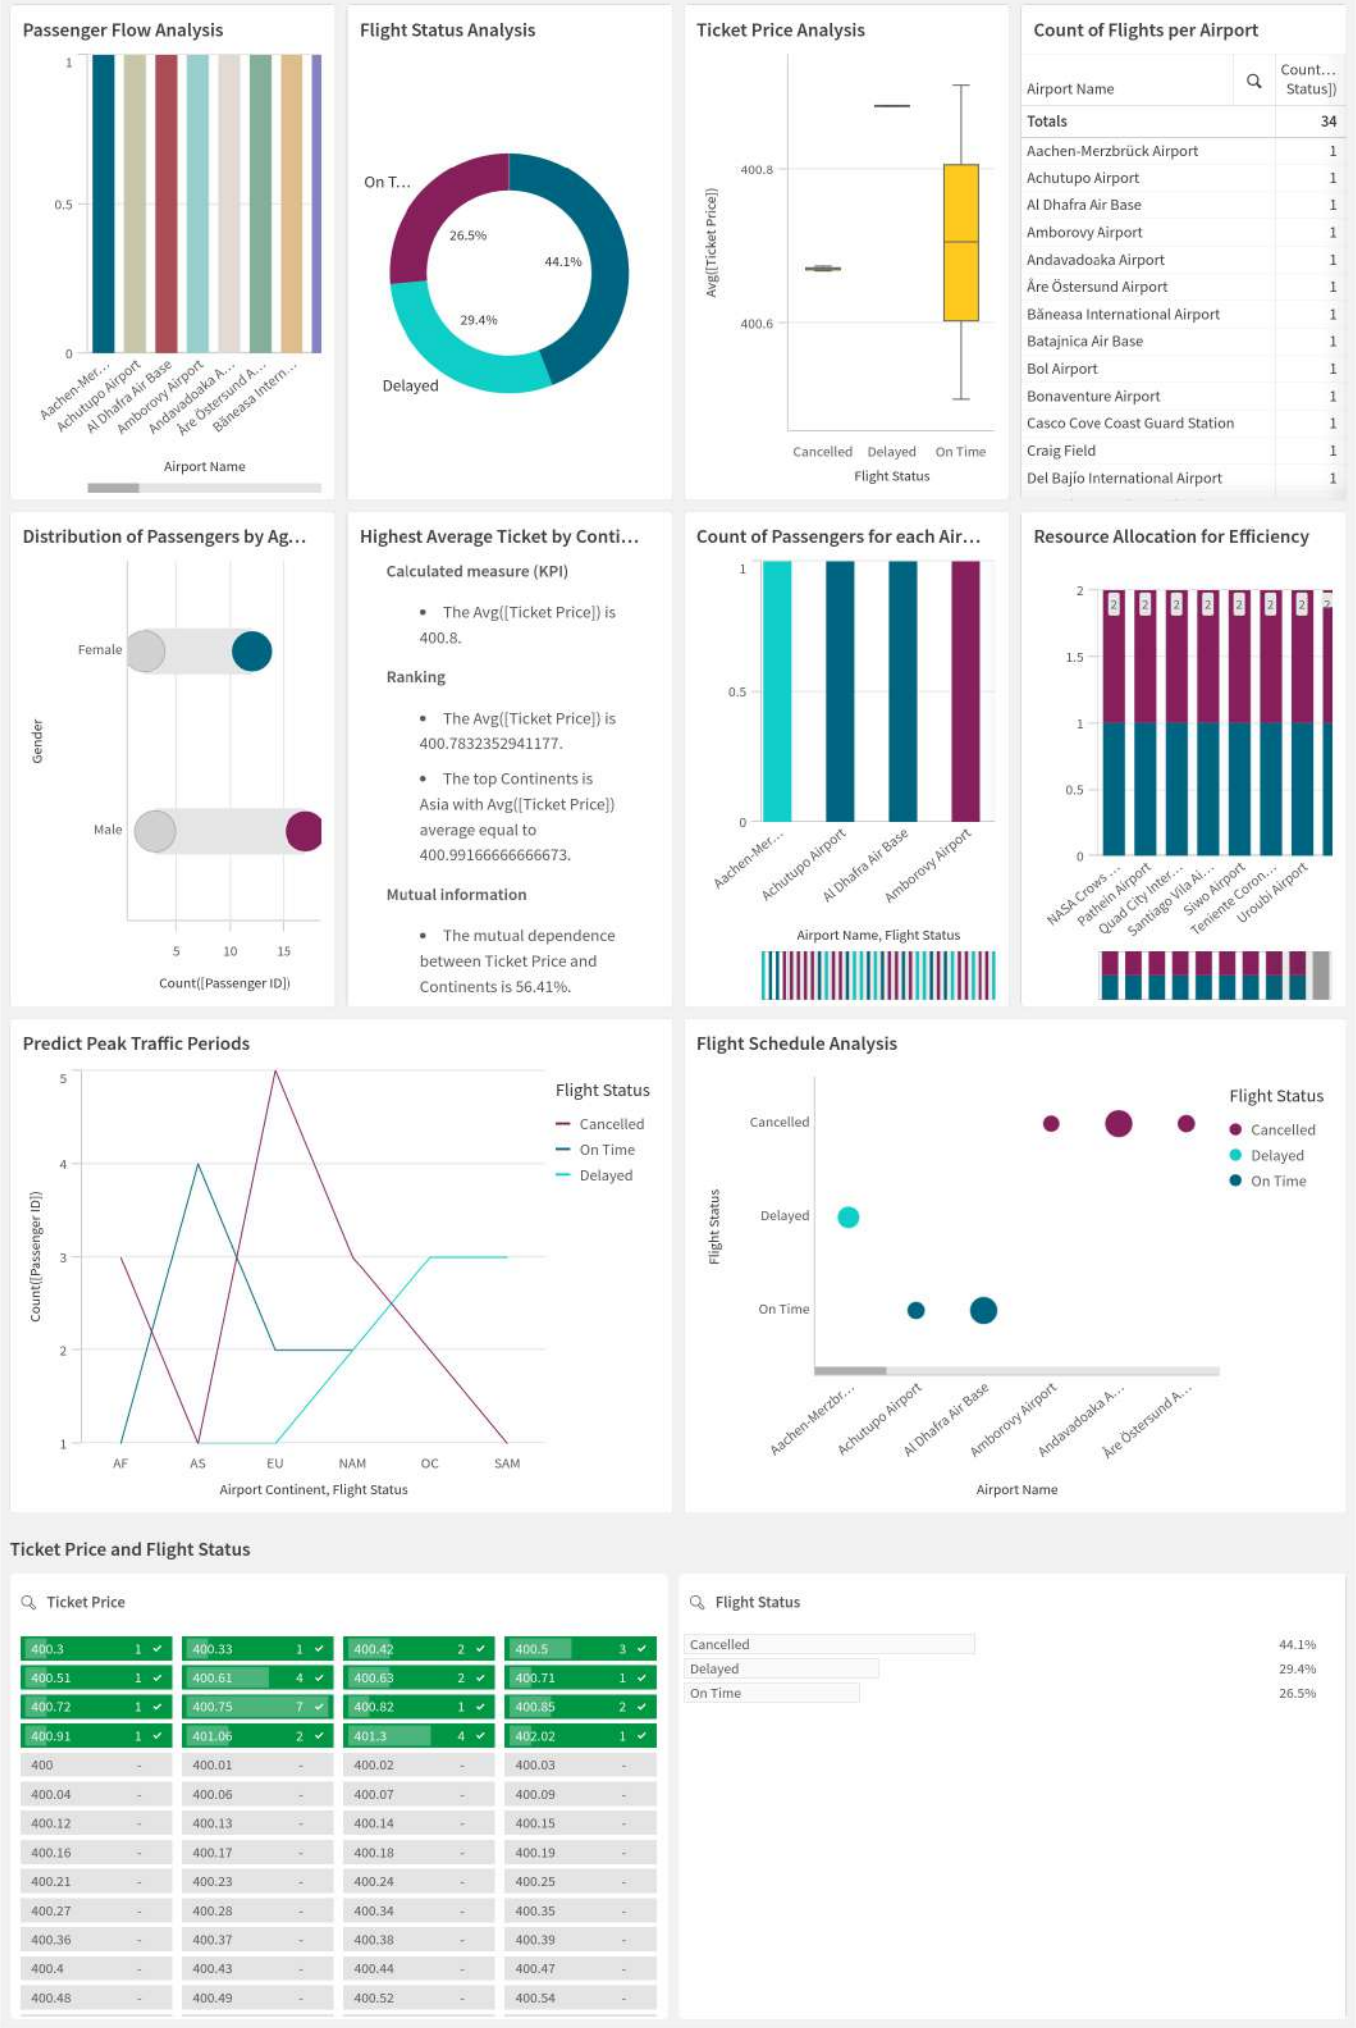 Passenger Flow Analysis
1
0.5
0
Aachen-Mer...
Achutupo Airport
Al Dhafra Air Base
Amborovy Airport
Andavadoaka A...
Åre Östersund A...
Băneasa Intern...
Airport Name
Flight Status Analysis
On T...
26.5%
44.1%
29.4%
Delayed
Ticket Price Analysis
Avg([Ticket Price])
400.8
400.6
Cancelled Delayed On Time
Flight Status
Count of Flights per Airport
Airport Name Count... Status])
Totals 34
Aachen-Merzbrück Airport 1
Achutupo Airport 1
Al Dhafra Air Base 1
Amborovy Airport 1
Andavadoaka Airport 1
Åre Östersund Airport 1
Băneasa International Airport 1
Batajnica Air Base 1
Bol Airport 1
Bonaventure Airport 1
Casco Cove Coast Guard Station 1
Craig Field 1
Del Bajío International Airport 1
Distribution of Passengers by Ag...
Gender
Female
Male
5 10 15
Count([Passenger ID])
Highest Average Ticket by Conti...
Calculated measure (KPI)
• The Avg([Ticket Price]) is
400.8.
Ranking
• The Avg([Ticket Price]) is
400.7832352941177.
• The top Continents is
Asia with Avg([Ticket Price])
average equal to
400.99166666666673.
Mutual information
• The mutual dependence
between Ticket Price and
Continents is 56.41%.
Count of Passengers for each Air...
1
0.5
0
Aachen-Mer...
Achutupo Airport
Al Dhafra Air Base
Amborovy Airport
Airport Name, Flight Status
Resource Allocation for Efficiency
2
1.5
1
0.5
0
2 2 2 2 2 2 2 2
NASA Crows ...
Pathein Airport
Quad City Inter...
Santiago Vila Ai...
Siwo Airport
Teniente Coron...
Uroubi Airport
Predict Peak Traffic Periods
Count([Passenger ID])
5
4
3
2
1
AF AS EU NAM OC SAM
Airport Continent, Flight Status
Flight Status
Cancelled
On Time
Delayed
Flight Schedule Analysis
Flight Status
Cancelled
Delayed
On Time
Aachen-Merzbr...
Achutupo Airport
Al Dhafra Air Base
Amborovy Airport
Andavadoaka A...
Åre Östersund A...
Airport Name
Flight Status
Cancelled
Delayed
On Time
Ticket Price and Flight Status
Ticket Price
400.3 1 400.33 1 400.42 2 400.5 3
400.51 1 400.61 4 400.63 2 400.71 1
400.72 1 400.75 7 400.82 1 400.85 2
400.91 1 401.06 2 401.3 4 402.02 1
400 - 400.01 - 400.02 - 400.03 -
400.04 - 400.06 - 400.07 - 400.09 -
400.12 - 400.13 - 400.14 - 400.15 -
400.16 - 400.17 - 400.18 - 400.19 -
400.21 - 400.23 - 400.24 - 400.25 -
400.27 - 400.28 - 400.34 - 400.35 -
400.36 - 400.37 - 400.38 - 400.39 -
400.4 - 400.43 - 400.44 - 400.47 -
400.48 - 400.49 - 400.52 - 400.54 -
Flight Status
Cancelled 44.1%
Delayed 29.4%
On Time 26.5%